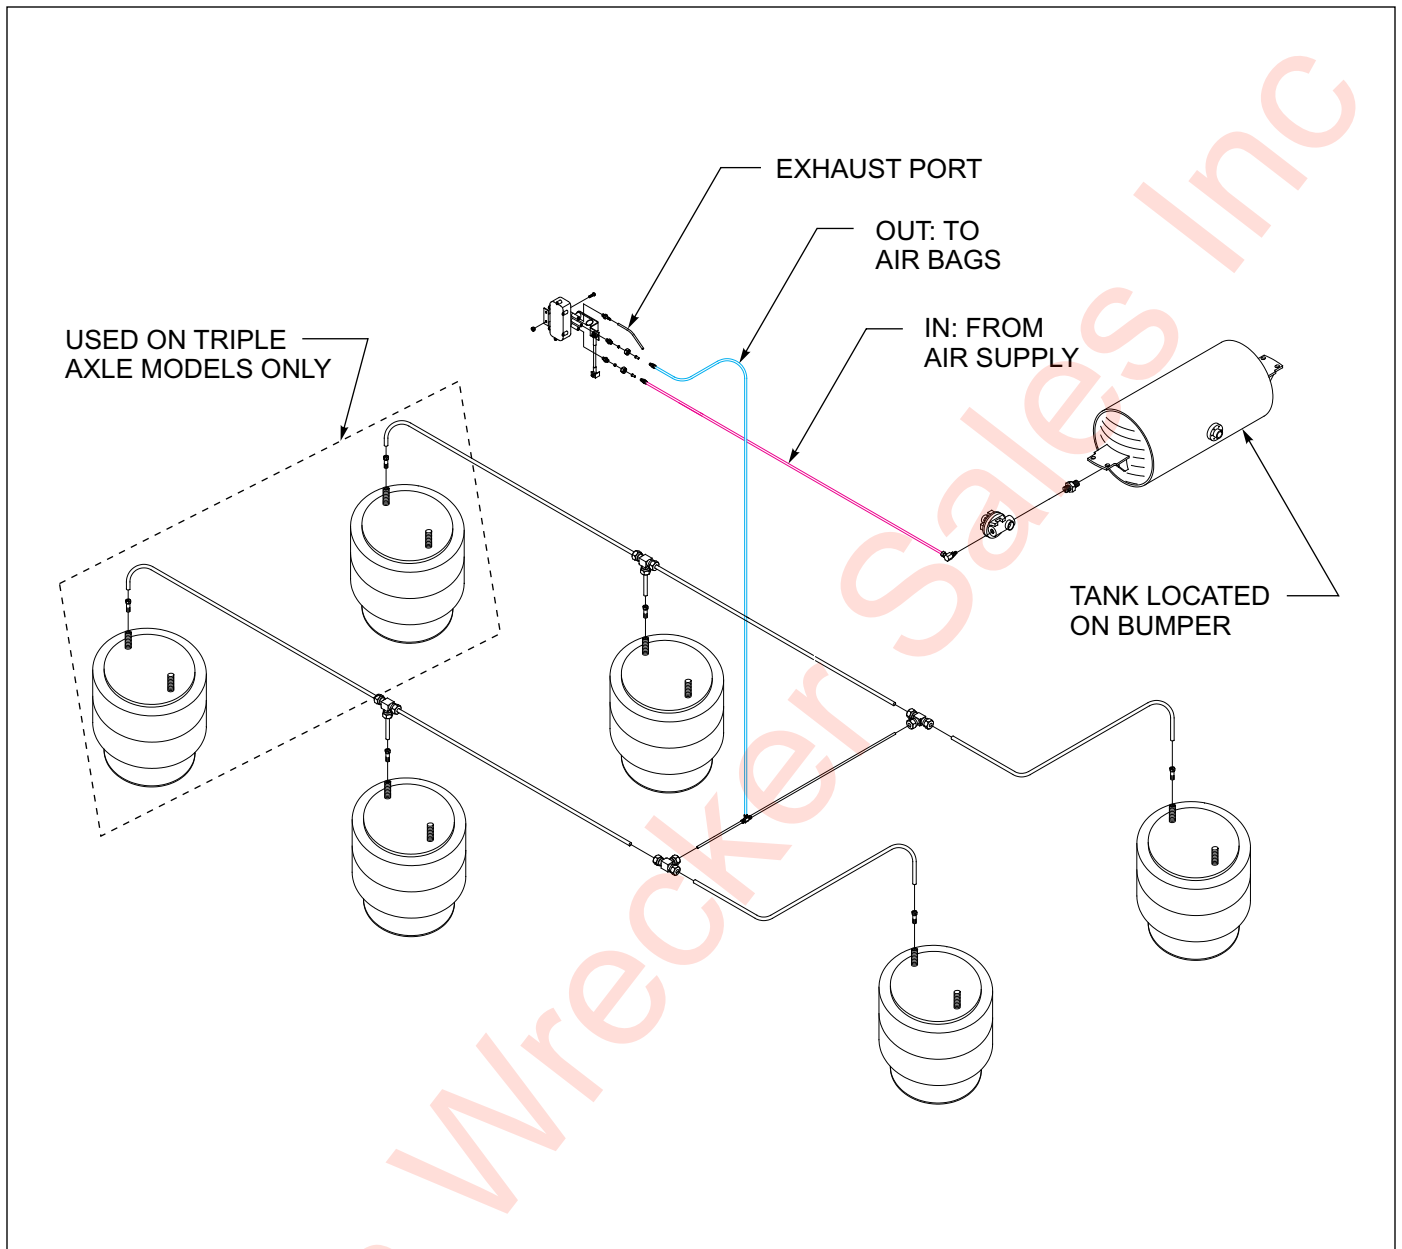 EXHAUST PORT
OUT: TO
AIR BAGS
IN: FROM
AIR SUPPLY
USED ON TRIPLE
AXLE MODELS ONLY
TANK LOCATED
ON BUMPER
Wrecker Sales Inc